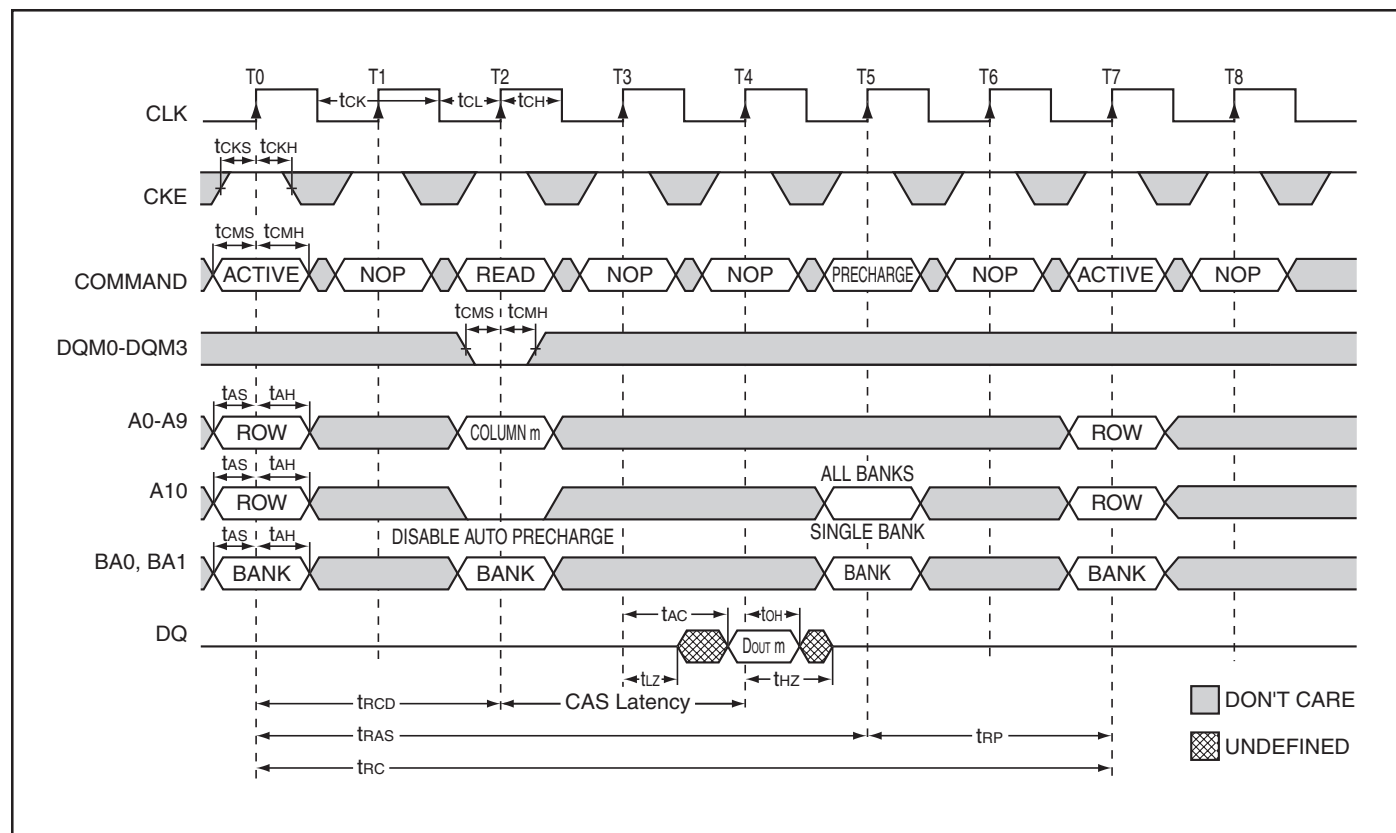 T0 T1 T2 T3 T4 T5 T6 T7 T8
CLK tCK tCL tCH
tCKS tCKH
CKE
tCMS tCMH
COMMAND ACTIVE NOP READ NOP NOP PRECHARGE NOP ACTIVE NOP
tCMS tCMH
DQM0-DQM3
tAS tAH
A0-A9 ROW COLUMN m ROW
tAS tAH ALL BANKS
A10 ROW ROW
DISABLE AUTO PRECHARGE SINGLE BANK
tAS tAH
BA0, BA1 BANK BANK BANK BANK
tAC tOH
DQ DOUT m
tLZ tHZ
tRCD CAS Latency
DON'T CARE
tRAS tRP
UNDEFINED
tRC